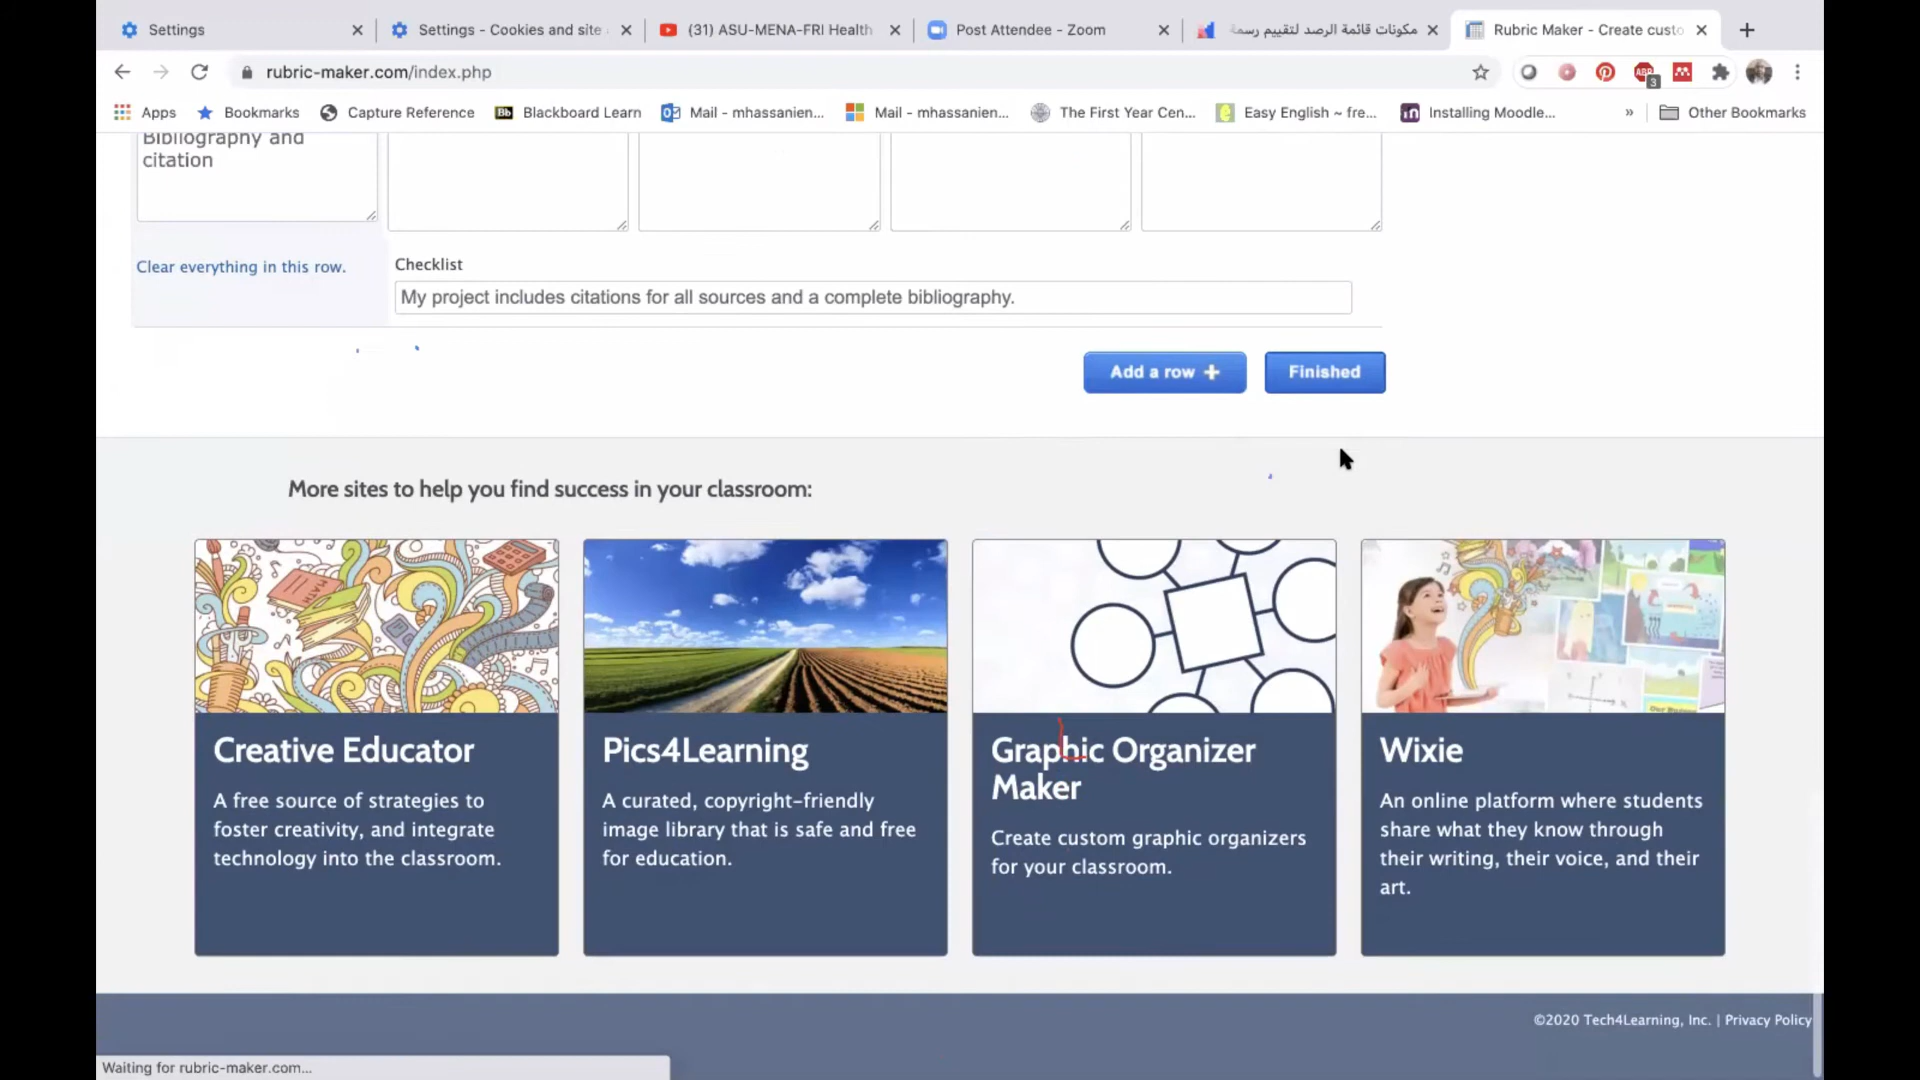 Settings
Settings - Cookies and site
(31) ASU-MENA-FRI Health
Post Attendee - Zoom
مكونات قائمة الرصد لتقييم رسمة
Rubric Maker - Create custo
rubric-maker.com/index.php
ABP
3
Apps
Bookmarks
Capture Reference
Bb
Blackboard Learn
Mail - mhassanien...
Mail - mhassanien...
The First Year Cen...
Easy English ~ fre...
in
Installing Moodle...
»
Other Bookmarks
Bibliography and
citation
Clear everything in this row.
Checklist
My project includes citations for all sources and a complete bibliography.
Add a row +
Finished
More sites to help you find success in your classroom:
Creative Educator
A free source of strategies to
foster creativity, and integrate
technology into the classroom.
Pics4Learning
A curated, copyright-friendly
image library that is safe and free
for education.
Graphic Organizer
Maker
Create custom graphic organizers
for your classroom.
Wixie
An online platform where students
share what they know through
their writing, their voice, and their
art.
©2020 Tech4Learning, Inc. | Privacy Policy
Waiting for rubric-maker.com...